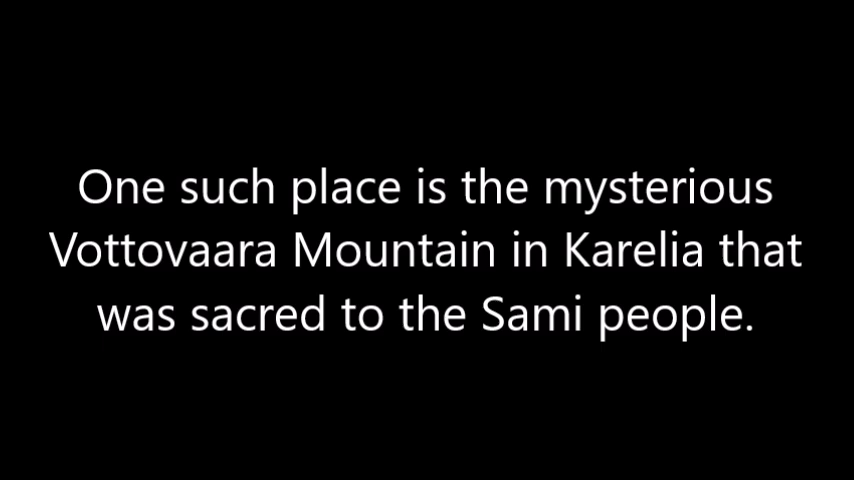 One such place is the mysterious
Vottovaara Mountain in Karelia that
was sacred to the Sami people.